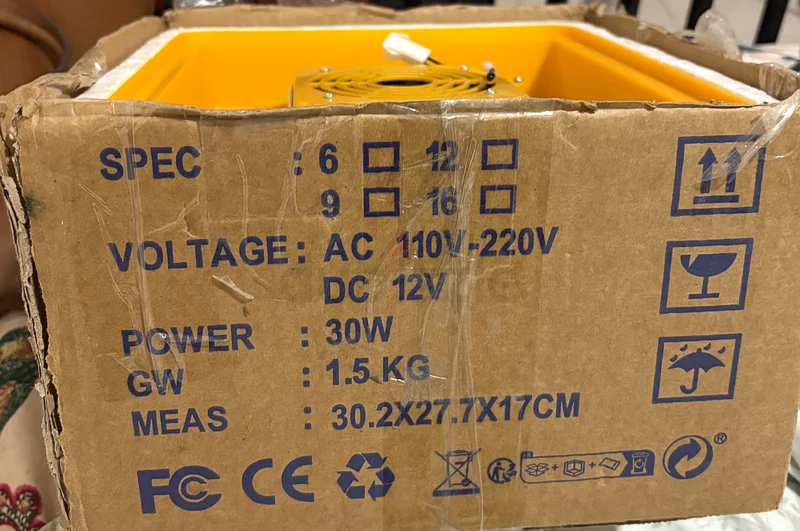 SPEC : 6 12
9 16
VOLTAGE: AC 110V-220V
DC 12V
POWER : 30W
GW : 1.5 KG
MEAS : 30.2X27.7X17CM
FC CE ®